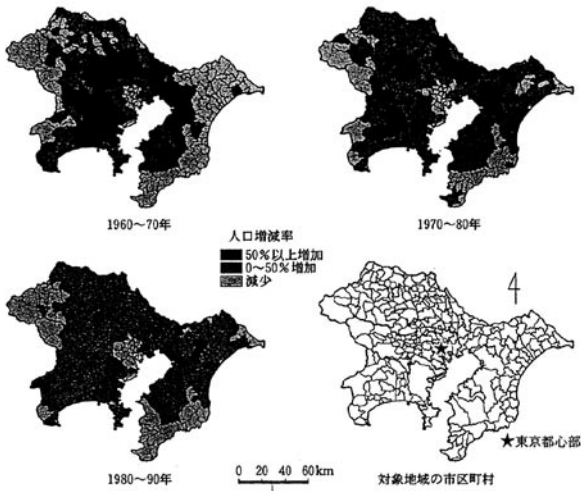 1960~70年
1970~80年
人口増減率
50%以上増加
0~50%増加
減少
1980~90年
0 20 40 60km
対象地域の市区町村
★東京都心部